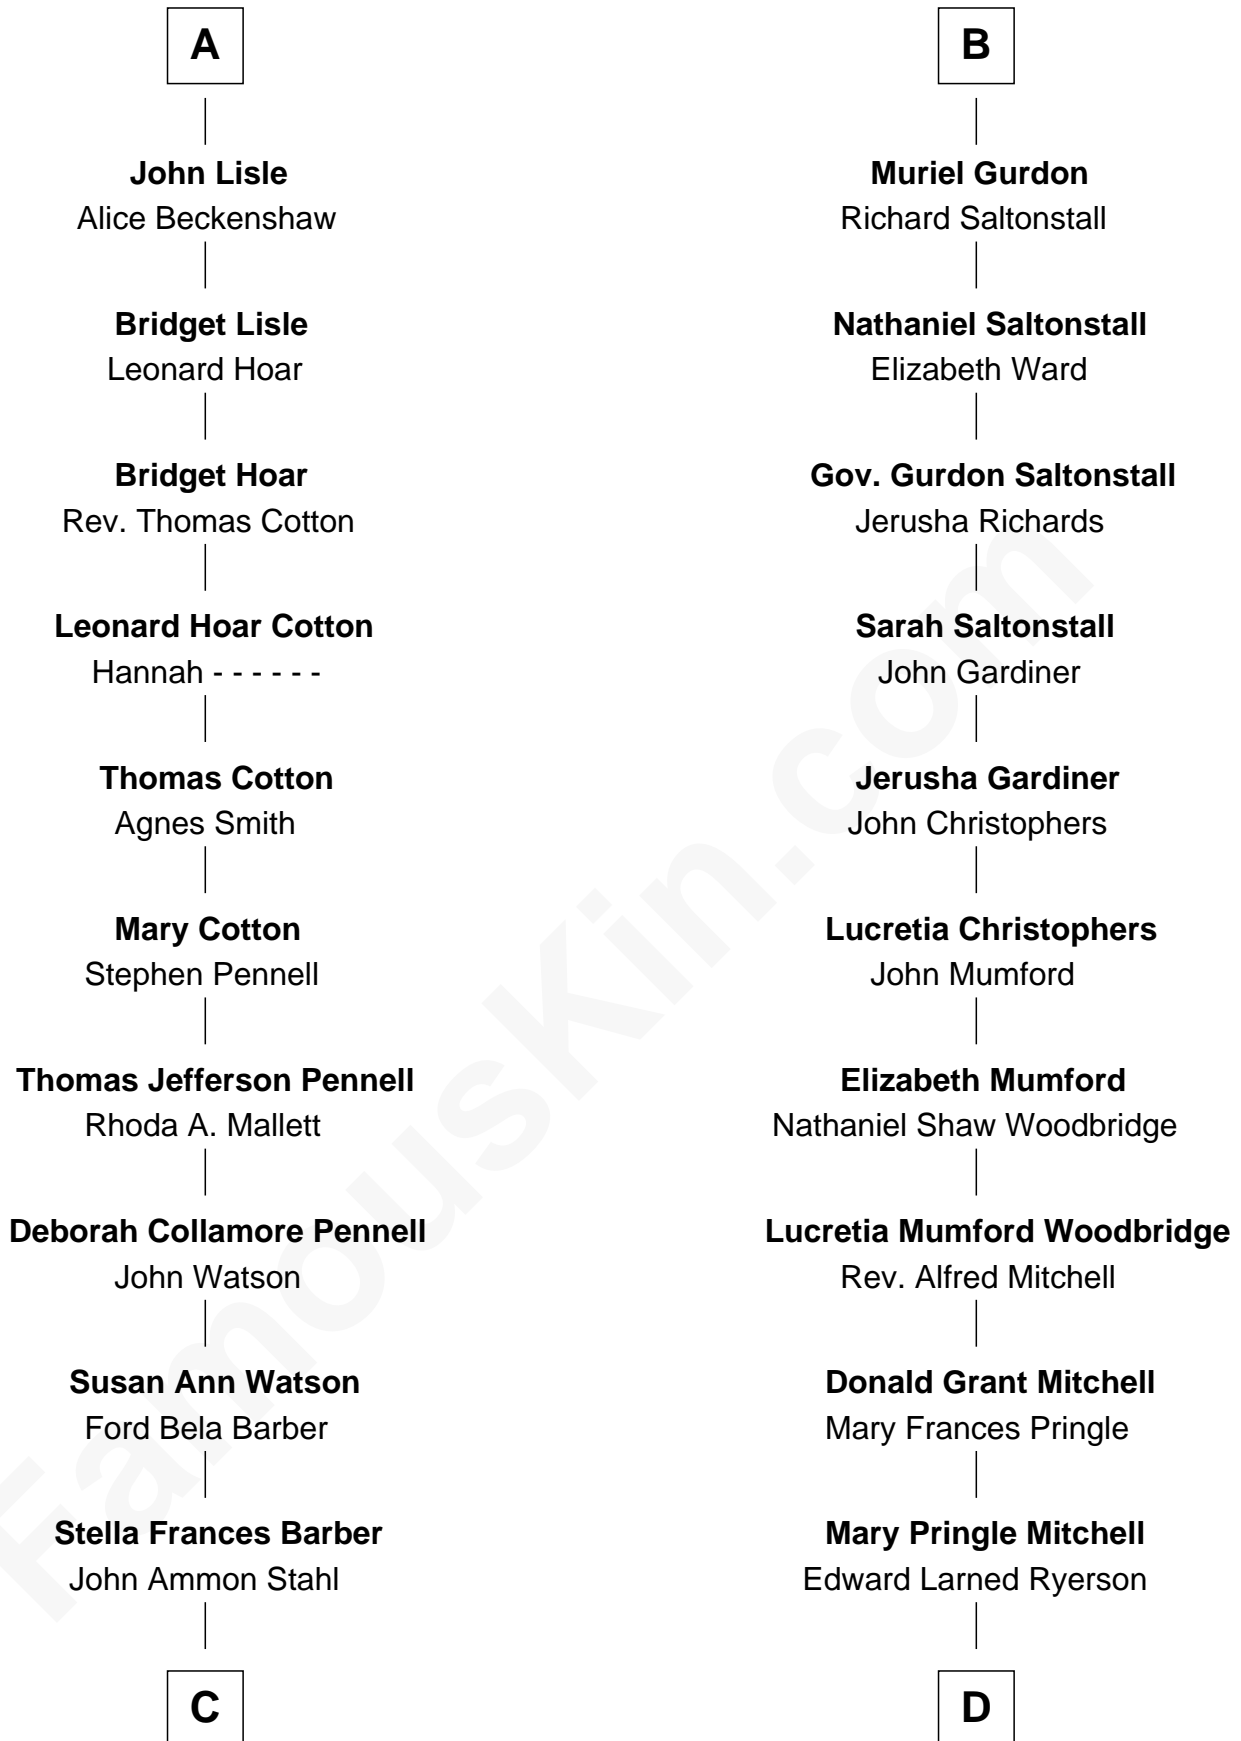 A
John Lisle
Alice Beckenshaw
Bridget Lisle
Leonard Hoar
Bridget Hoar
Rev. Thomas Cotton
Leonard Hoar Cotton
Hannah - - - - - -
Thomas Cotton
Agnes Smith
Mary Cotton
Stephen Pennell
Thomas Jefferson Pennell
Rhoda A. Mallett
Deborah Collamore Pennell
John Watson
Susan Ann Watson
Ford Bela Barber
Stella Frances Barber
John Ammon Stahl
C
B
Muriel Gurdon
Richard Saltonstall
Nathaniel Saltonstall
Elizabeth Ward
Gov. Gurdon Saltonstall
Jerusha Richards
Sarah Saltonstall
John Gardiner
Jerusha Gardiner
John Christophers
Lucretia Christophers
John Mumford
Elizabeth Mumford
Nathaniel Shaw Woodbridge
Lucretia Mumford Woodbridge
Rev. Alfred Mitchell
Donald Grant Mitchell
Mary Frances Pringle
Mary Pringle Mitchell
Edward Larned Ryerson
D
FamousKin.com